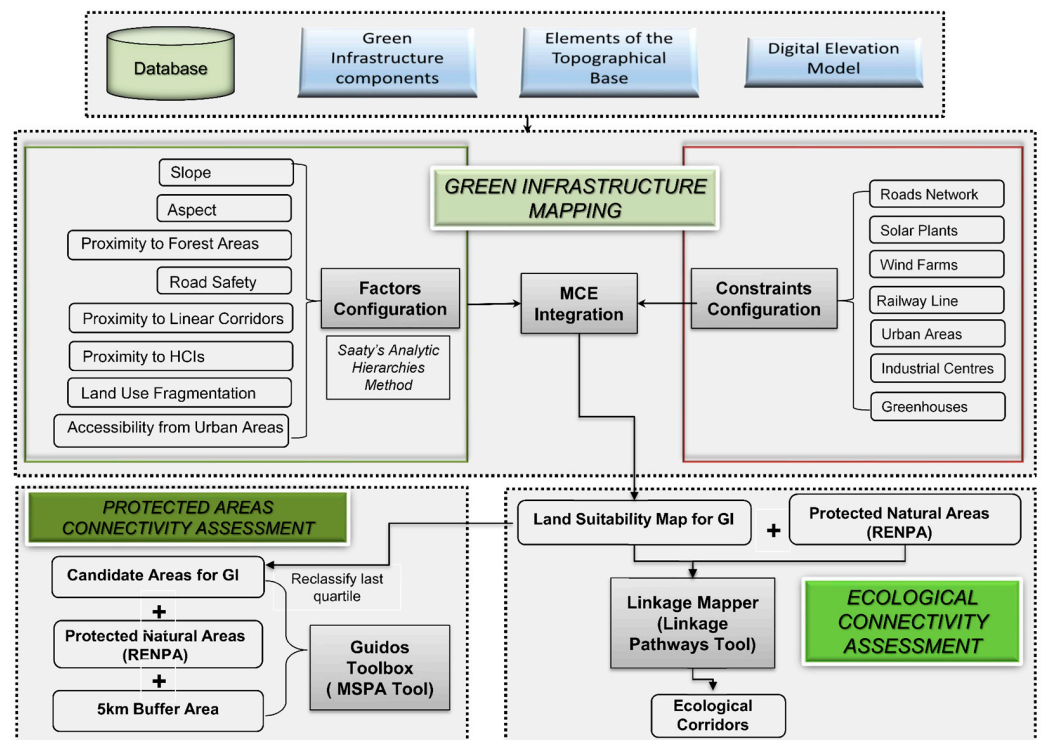 Database
Green
Infrastructure
components
Elements of the
Topographical
Base
Digital Elevation
Model
GREEN INFRASTRUCTURE
MAPPING
Slope
Aspect
Proximity to Forest Areas
Road Safety
Proximity to Linear Corridors
Proximity to HCIs
Land Use Fragmentation
Accessibility from Urban Areas
Factors
Configuration
Saaty's Analytic
Hierarchies
Method
MCE
Integration
Constraints
Configuration
Roads Network
Solar Plants
Wind Farms
Railway Line
Urban Areas
Industrial Centres
Greenhouses
PROTECTED AREAS
CONNECTIVITY ASSESSMENT
Candidate Areas for GI
+
Protected Natural Areas
(RENPA)
+
5km Buffer Area
Reclassify last
quartile
Guidos
Toolbox
( MSPA Tool)
Land Suitability Map for GI
+
Protected Natural Areas
(RENPA)
Linkage Mapper
(Linkage
Pathways Tool)
ECOLOGICAL
CONNECTIVITY
ASSESSMENT
Ecological
Corridors